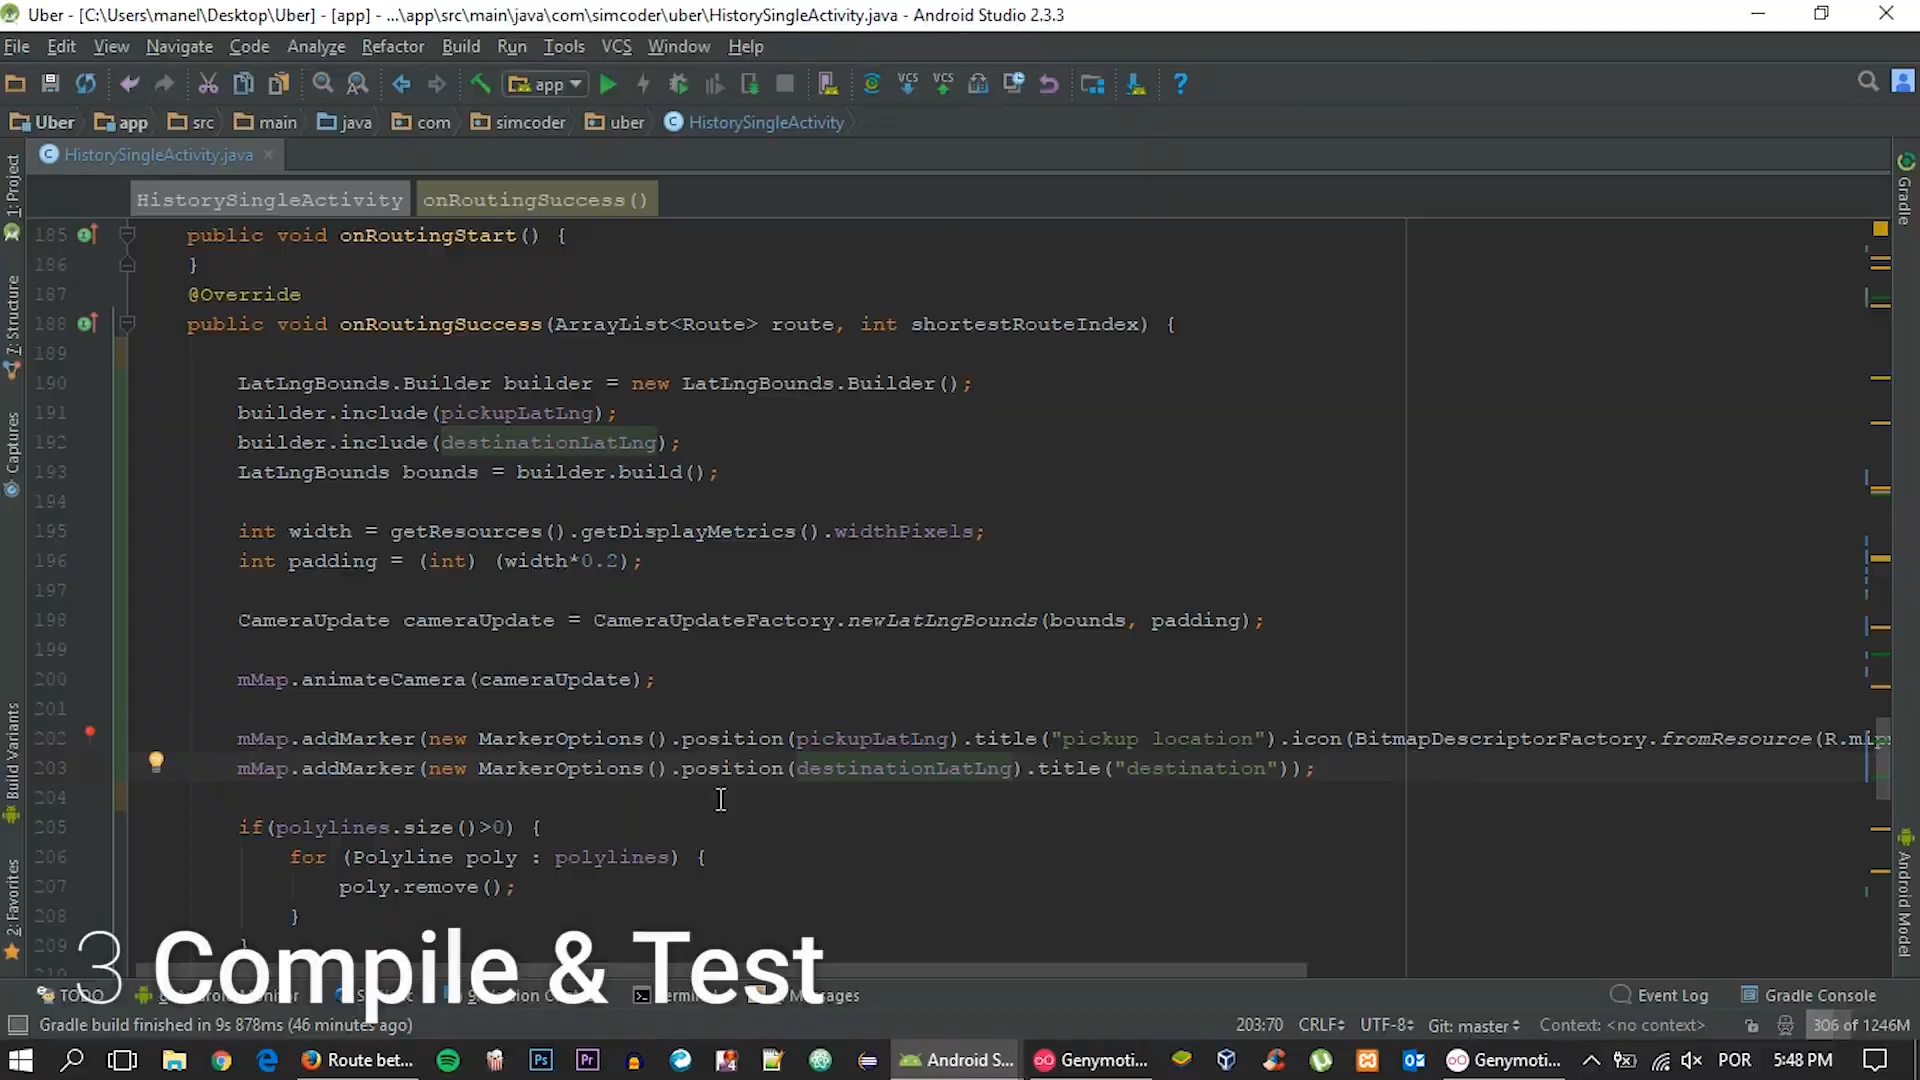 Uber - [C:\Users\manel\Desktop\Uber] - [app] - ...\app\src\main\java\com\simcoder\uber\HistorySingleActivity.java - Android Studio 2.3.3
File Edit View Navigate Code Analyze Refactor Build Run Tools VCS Window Help
app VCS VCS ?
Uber app src main java com simcoder uber HistorySingleActivity
HistorySingleActivity.java
HistorySingleActivity onRoutingSuccess()
1: Project
7: Structure
Captures
Build Variants
2: Favorites
Gradle
Android Model
185 public void onRoutingStart() {
186 }
187 @Override
188 public void onRoutingSuccess(ArrayList<Route> route, int shortestRouteIndex) {
189
190 LatLngBounds.Builder builder = new LatLngBounds.Builder();
191 builder.include(pickupLatLng);
192 builder.include(destinationLatLng);
193 LatLngBounds bounds = builder.build();
194
195 int width = getResources().getDisplayMetrics().widthPixels;
196 int padding = (int) (width*0.2);
197
198 CameraUpdate cameraUpdate = CameraUpdateFactory.newLatLngBounds(bounds, padding);
199
200 mMap.animateCamera(cameraUpdate);
201
202 mMap.addMarker(new MarkerOptions().position(pickupLatLng).title("pickup location").icon(BitmapDescriptorFactory.fromResource(R.mip
203 mMap.addMarker(new MarkerOptions().position(destinationLatLng).title("destination"));
204
205 if(polylines.size()>0) {
206 for (Polyline poly : polylines) {
207 poly.remove();
208 }
209
3 Compile & Test
TODO
Event Log Gradle Console
Gradle build finished in 9s 878ms (46 minutes ago) 203:70 CRLF UTF-8 Git: master Context: <no context> 306 of 1246M
Route bet... Ps Pr Android S... Genymoti... Genymoti... POR 5:48 PM